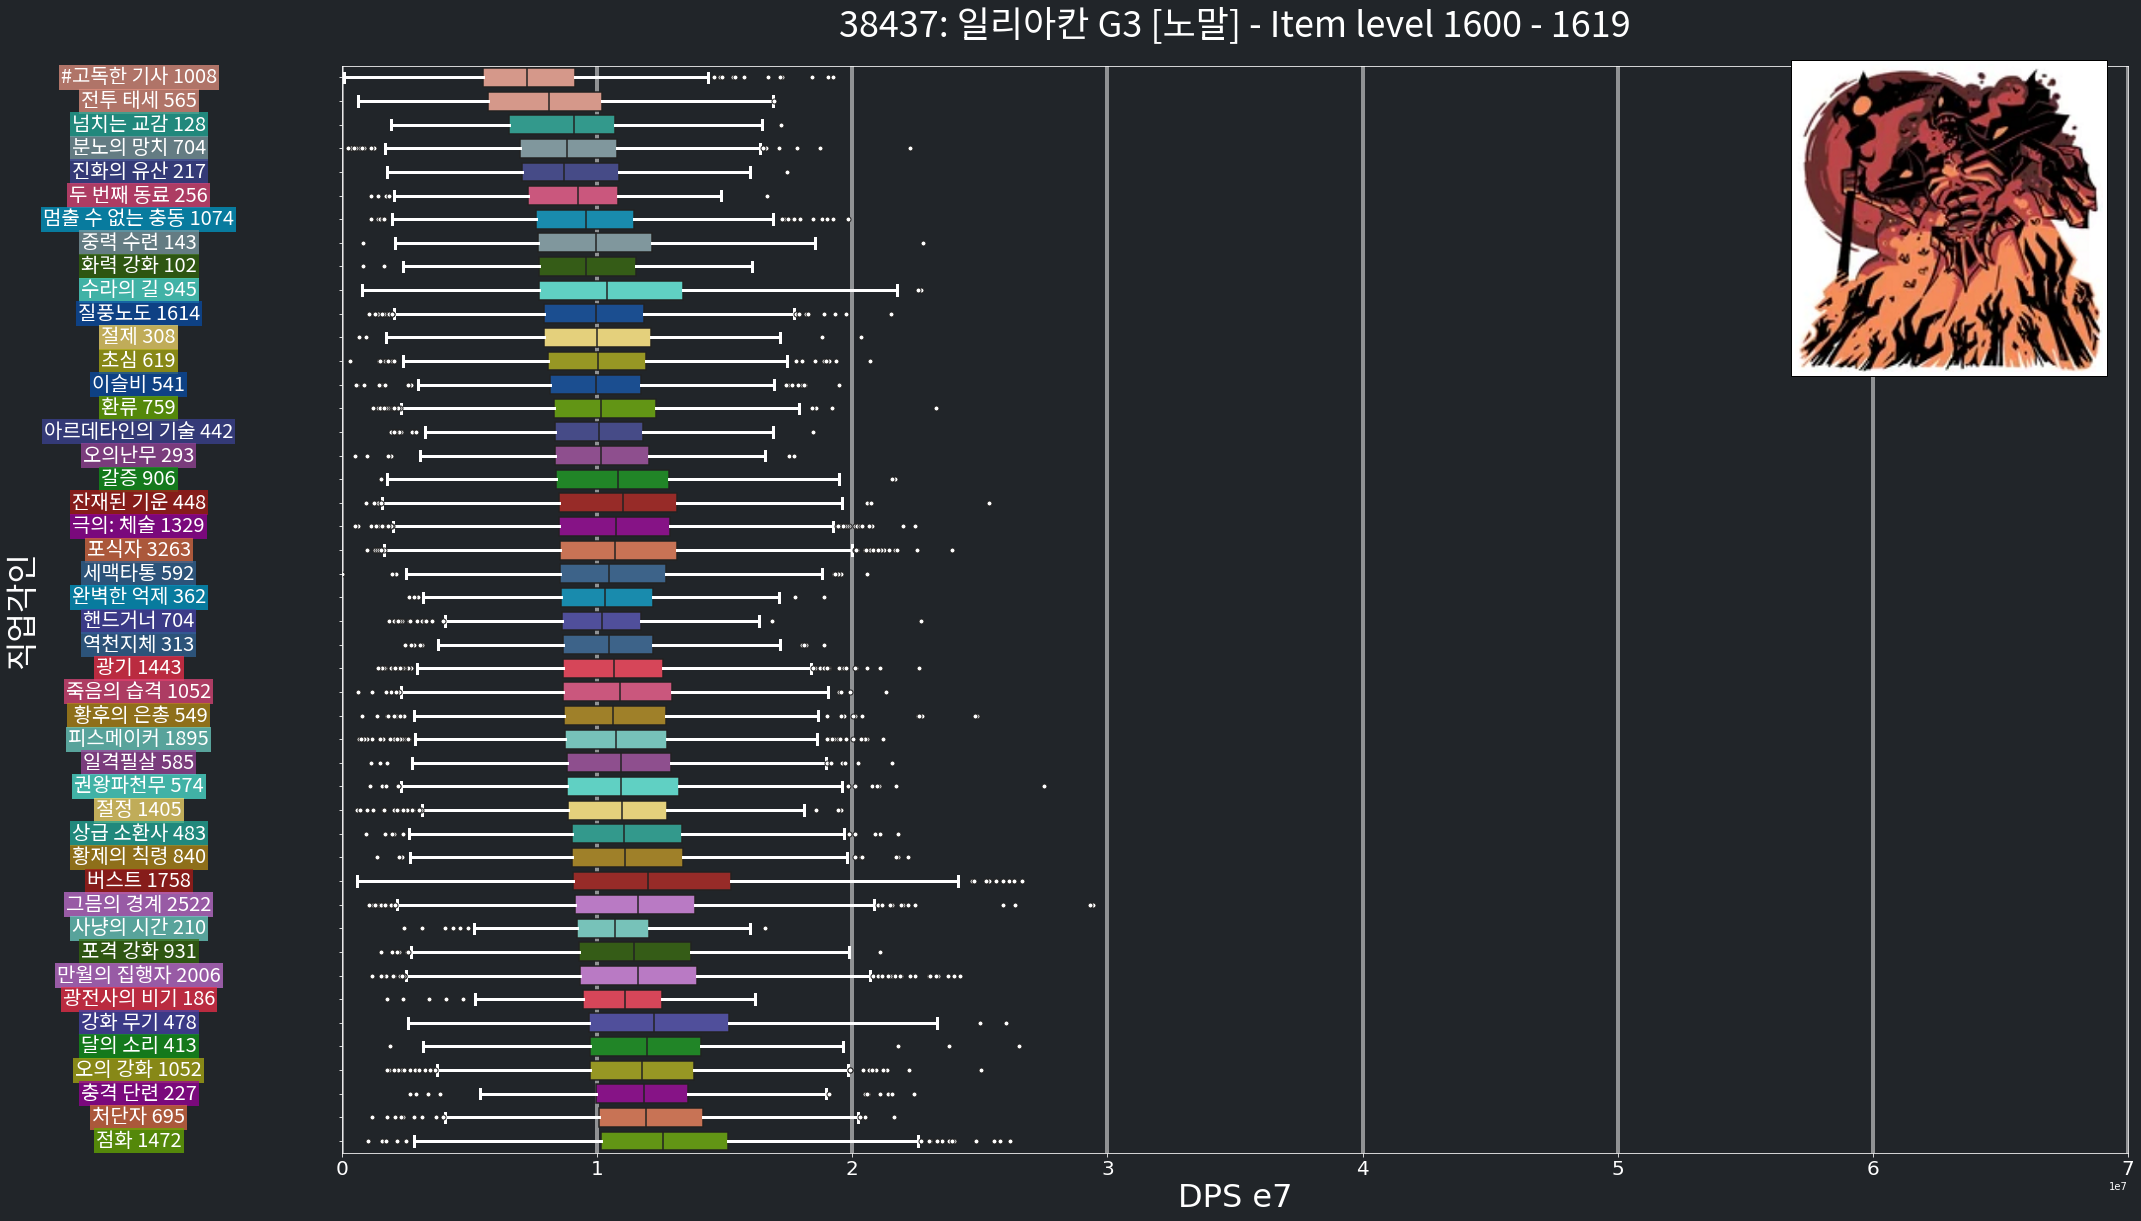 38437: 일리아칸 G3 [노말] - Item level 1600 - 1619
직업각인
#고독한 기사 1008
전투 태세 565
넘치는 교감 128
분노의 망치 704
진화의 유산 217
두 번째 동료 256
멈출 수 없는 충동 1074
중력 수련 143
화력 강화 102
수라의 길 945
질풍노도 1614
절제 308
초심 619
이슬비 541
환류 759
아르데타인의 기술 442
오의난무 293
갈증 906
잔재된 기운 448
극의: 체술 1329
포식자 3263
세맥타통 592
완벽한 억제 362
핸드거너 704
역천지체 313
광기 1443
죽음의 습격 1052
황후의 은총 549
피스메이커 1895
일격필살 585
권왕파천무 574
절정 1405
상급 소환사 483
황제의 칙령 840
버스트 1758
그믐의 경계 2522
사냥의 시간 210
포격 강화 931
만월의 집행자 2006
광전사의 비기 186
강화 무기 478
달의 소리 413
오의 강화 1052
충격 단련 227
처단자 695
점화 1472
0 1 2 3 4 5 6 7
1e7
DPS e7